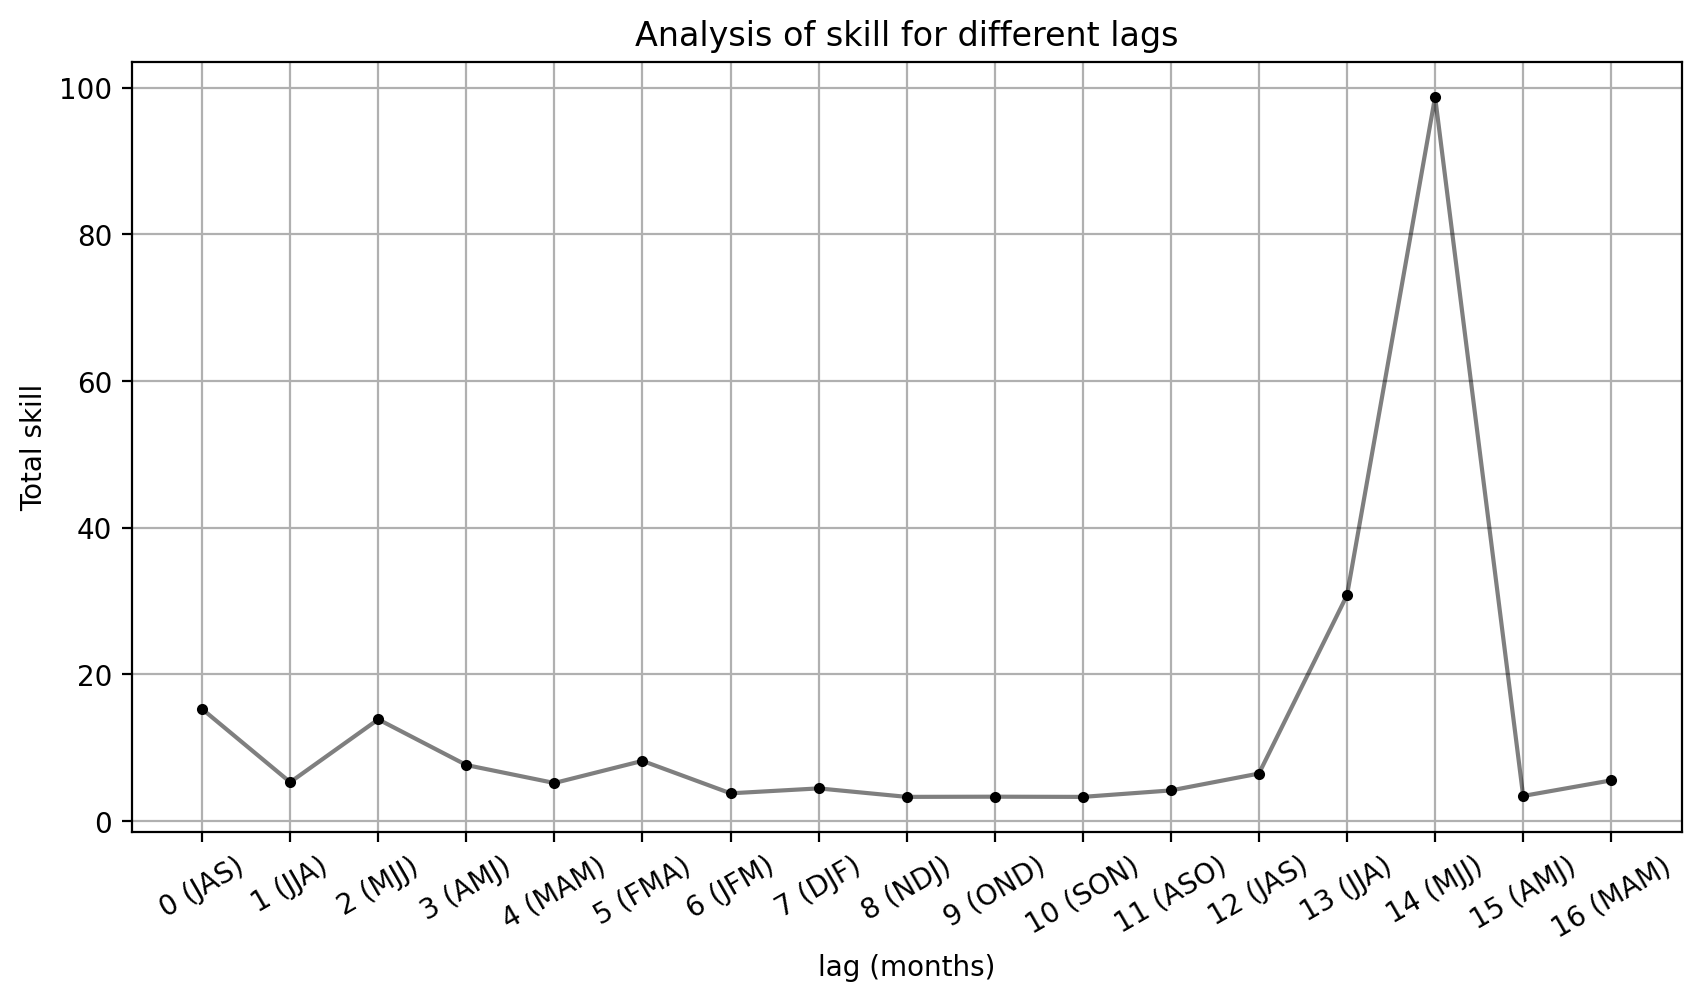 Analysis of skill for different lags
100
80
60
40
20
0
Total skill
0 (JAS)
1 (JJA)
2 (MJJ)
3 (AMJ)
4 (MAM)
5 (FMA)
6 (JFM)
7 (DJF)
8 (NDJ)
9 (OND)
10 (SON)
11 (ASO)
12 (JAS)
13 (JJA)
14 (MJJ)
15 (AMJ)
16 (MAM)
lag (months)